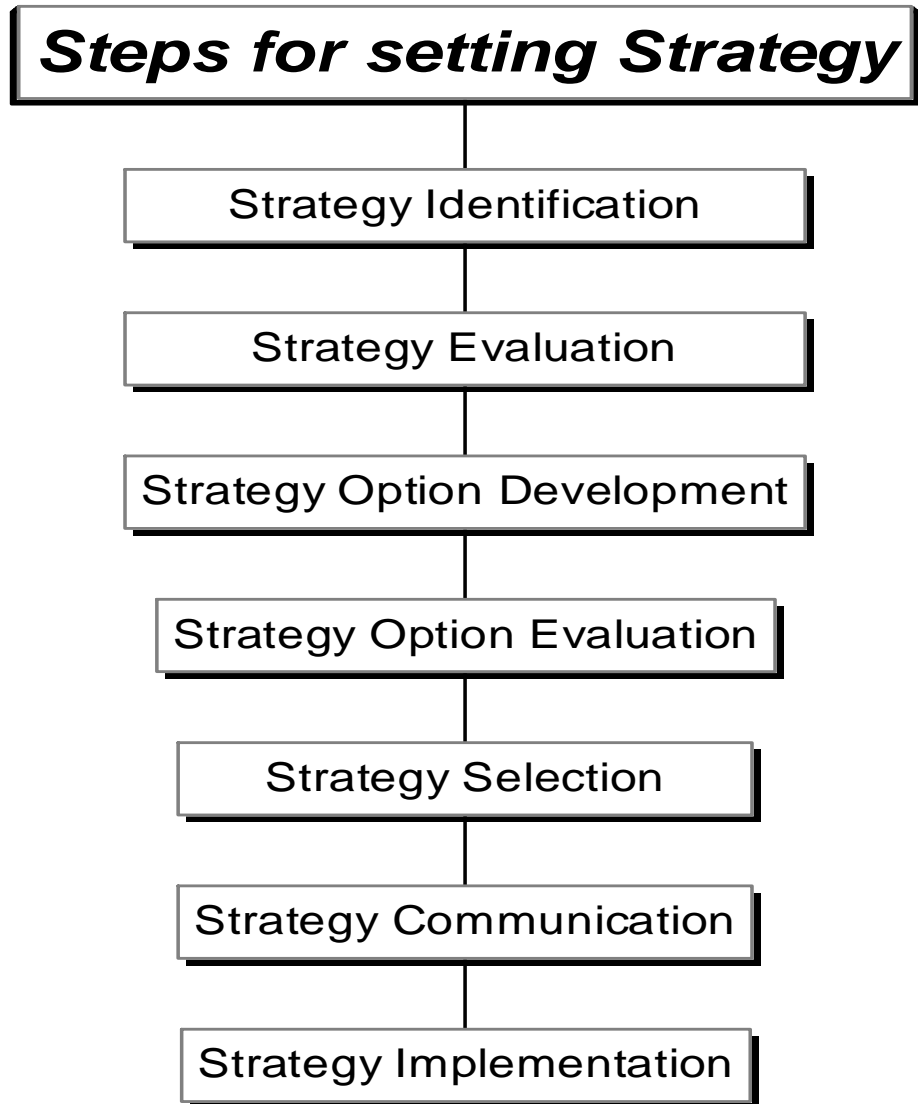 Steps for setting Strategy
Strategy Identification
Strategy Evaluation
Strategy Option Development
Strategy Option Evaluation
Strategy Selection
Strategy Communication
Strategy Implementation